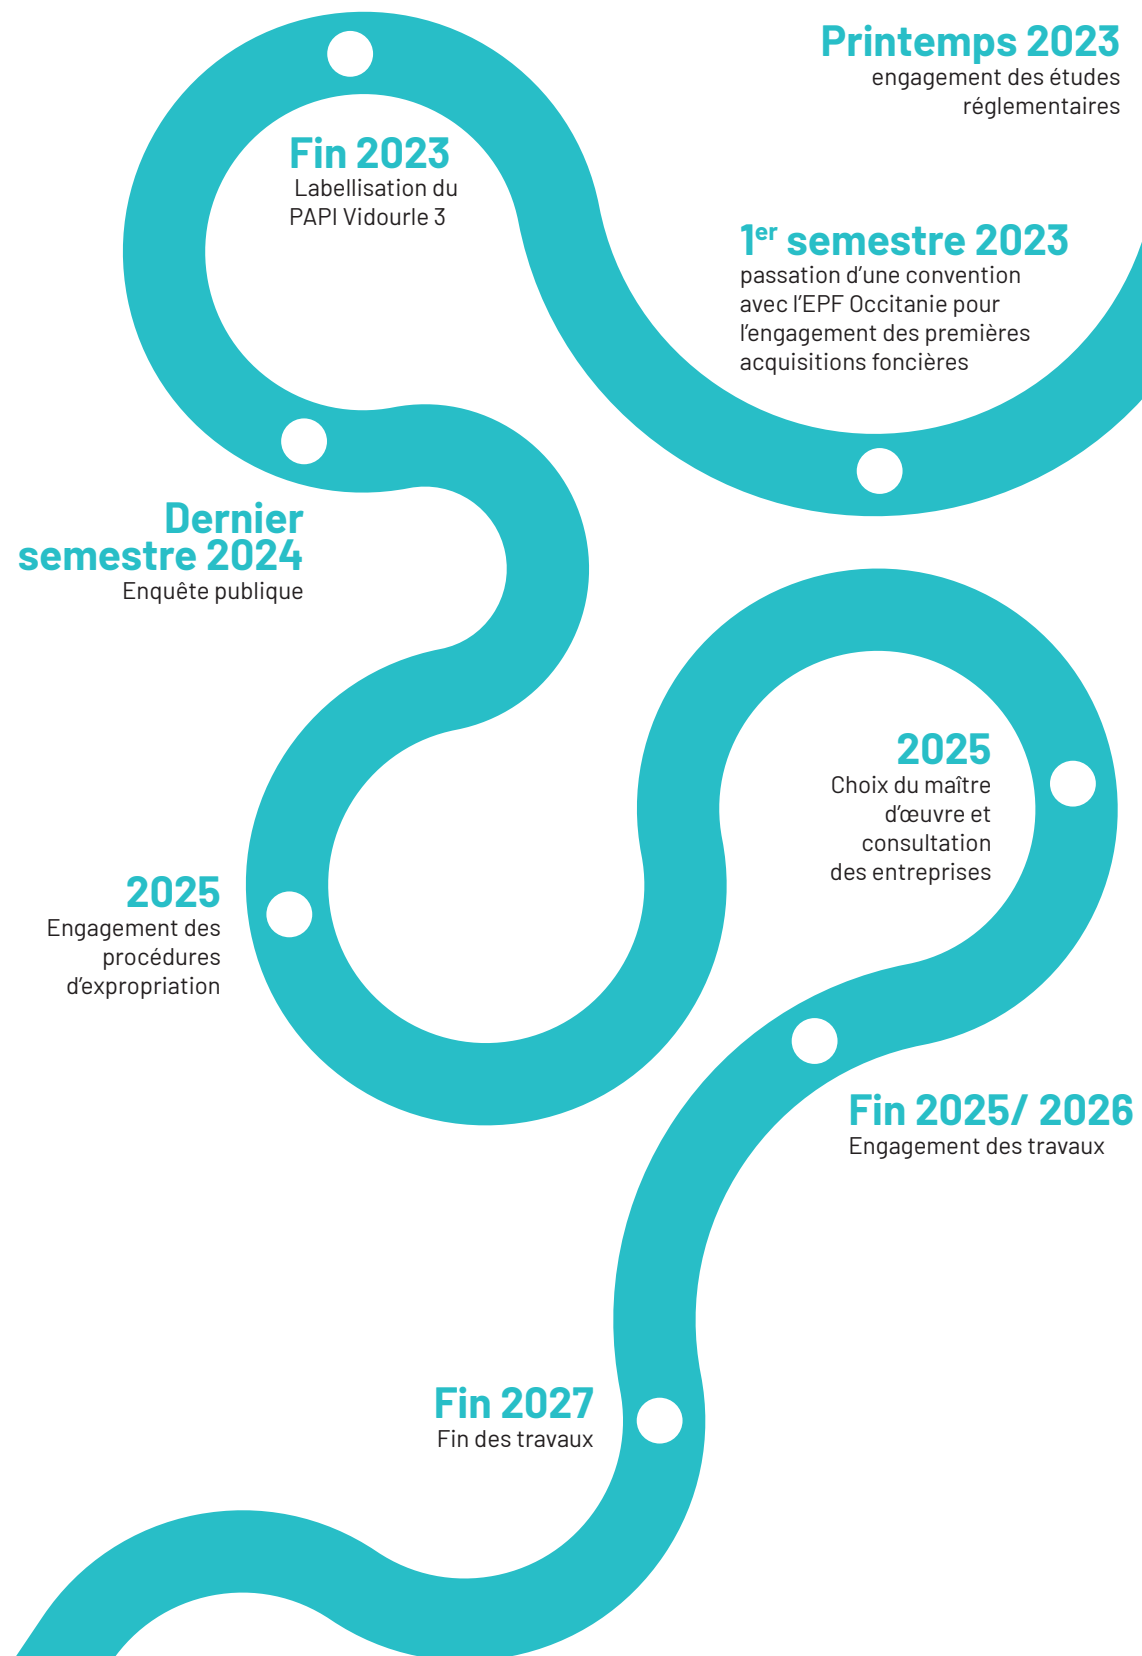 Printemps 2023
engagement des études
réglementaires
1er semestre 2023
passation d'une convention
avec l'EPF Occitanie pour
l'engagement des premières
acquisitions foncières
Fin 2023
Labellisation du
PAPI Vidourle 3
Dernier
semestre 2024
Enquête publique
2025
Engagement des
procédures
d'expropriation
2025
Choix du maître
d'œuvre et
consultation
des entreprises
Fin 2025/ 2026
Engagement des travaux
Fin 2027
Fin des travaux